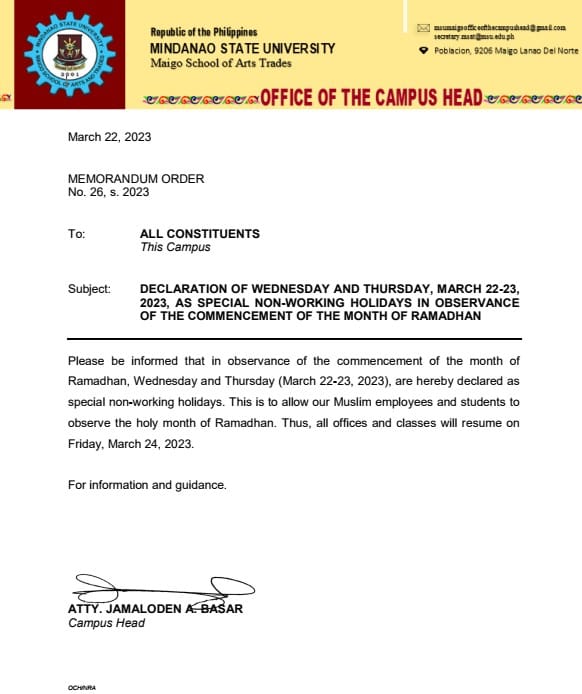 Republic of the Philippines
MINDANAO STATE UNIVERSITY
Maigo School of Arts Trades
msumaigoofficeofthecampushead@gmail.com
secretary.msat@msu.edu.ph
Poblacion, 9206 Maigo Lanao Del Norte
OFFICE OF THE CAMPUS HEAD
MAIGO SCHOOL OF ARTS AND TRADES
2001
March 22, 2023
MEMORANDUM ORDER
No. 26, s. 2023
To: ALL CONSTITUENTS
This Campus
Subject: DECLARATION OF WEDNESDAY AND THURSDAY, MARCH 22-23,
2023, AS SPECIAL NON-WORKING HOLIDAYS IN OBSERVANCE
OF THE COMMENCEMENT OF THE MONTH OF RAMADHAN
Please be informed that in observance of the commencement of the month of
Ramadhan, Wednesday and Thursday (March 22-23, 2023), are hereby declared as
special non-working holidays. This is to allow our Muslim employees and students to
observe the holy month of Ramadhan. Thus, all offices and classes will resume on
Friday, March 24, 2023.
For information and guidance.
ATTY. JAMALODEN A. BASAR
Campus Head
OCH/NRA